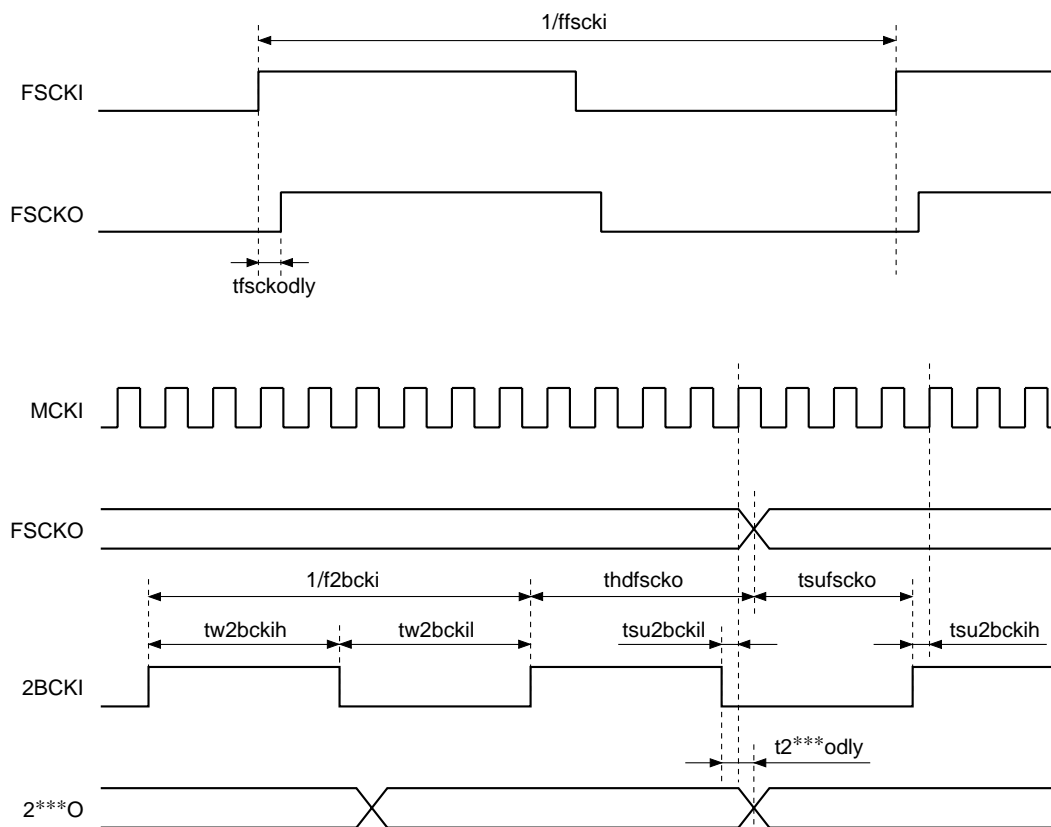 1/ffscki
FSCKI
FSCKO
tfsckodly
MCKI
FSCKO
1/f2bcki
thdfscko
tsufscko
tw2bckih
tw2bckil
tsu2bckil
tsu2bckih
2BCKI
t2***odly
2***O